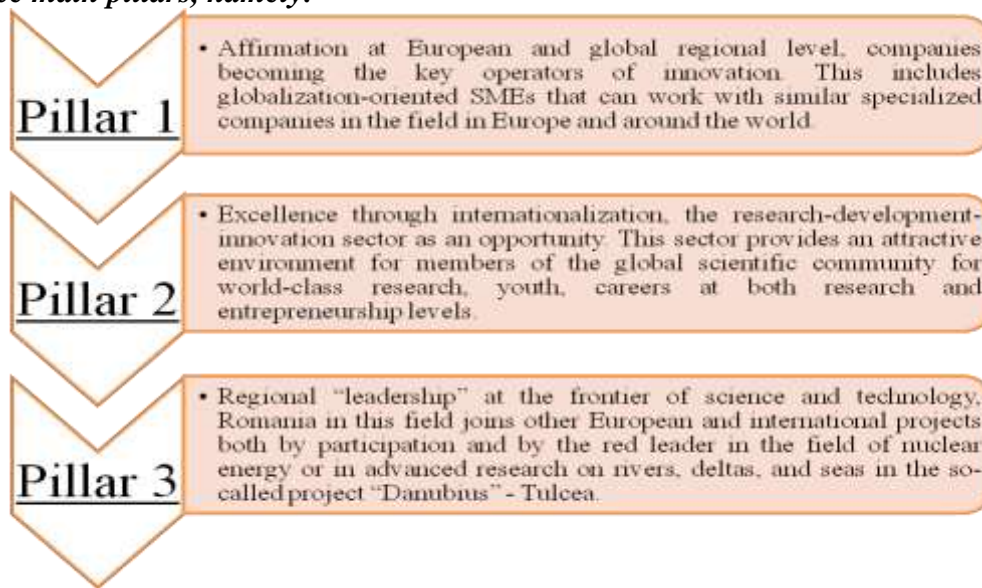 main pillars, namely:
Pillar 1
• Affirmation at European and global regional level, companies
becoming the key operators of innovation. This includes
globalization-oriented SMEs that can work with similar specialized
companies in the field in Europe and around the world.
Pillar 2
• Excellence through internationalization, the research-development-
innovation sector as an opportunity. This sector provides an attractive
environment for members of the global scientific community for
world-class research, youth, careers at both research and
entrepreneurship levels.
Pillar 3
• Regional “leadership” at the frontier of science and technology,
Romania in this field joins other European and international projects
both by participation and by the red leader in the field of nuclear
energy or in advanced research on rivers, deltas, and seas in the so-
called project “Danubius” - Tulcea.